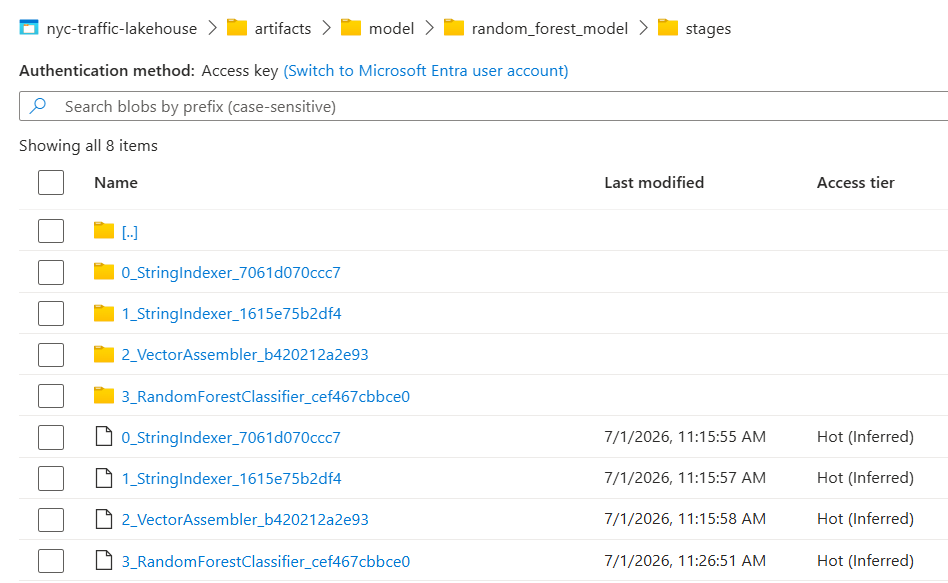 nyc-traffic-lakehouse > artifacts > model > random_forest_model > stages
Authentication method: Access key (Switch to Microsoft Entra user account)
Search blobs by prefix (case-sensitive)
Showing all 8 items
Name Last modified Access tier
[..]
0_StringIndexer_7061d070ccc7
1_StringIndexer_1615e75b2df4
2_VectorAssembler_b420212a2e93
3_RandomForestClassifier_cef467cbbce0
0_StringIndexer_7061d070ccc7 7/1/2026, 11:15:55 AM Hot (Inferred)
1_StringIndexer_1615e75b2df4 7/1/2026, 11:15:57 AM Hot (Inferred)
2_VectorAssembler_b420212a2e93 7/1/2026, 11:15:58 AM Hot (Inferred)
3_RandomForestClassifier_cef467cbbce0 7/1/2026, 11:26:51 AM Hot (Inferred)